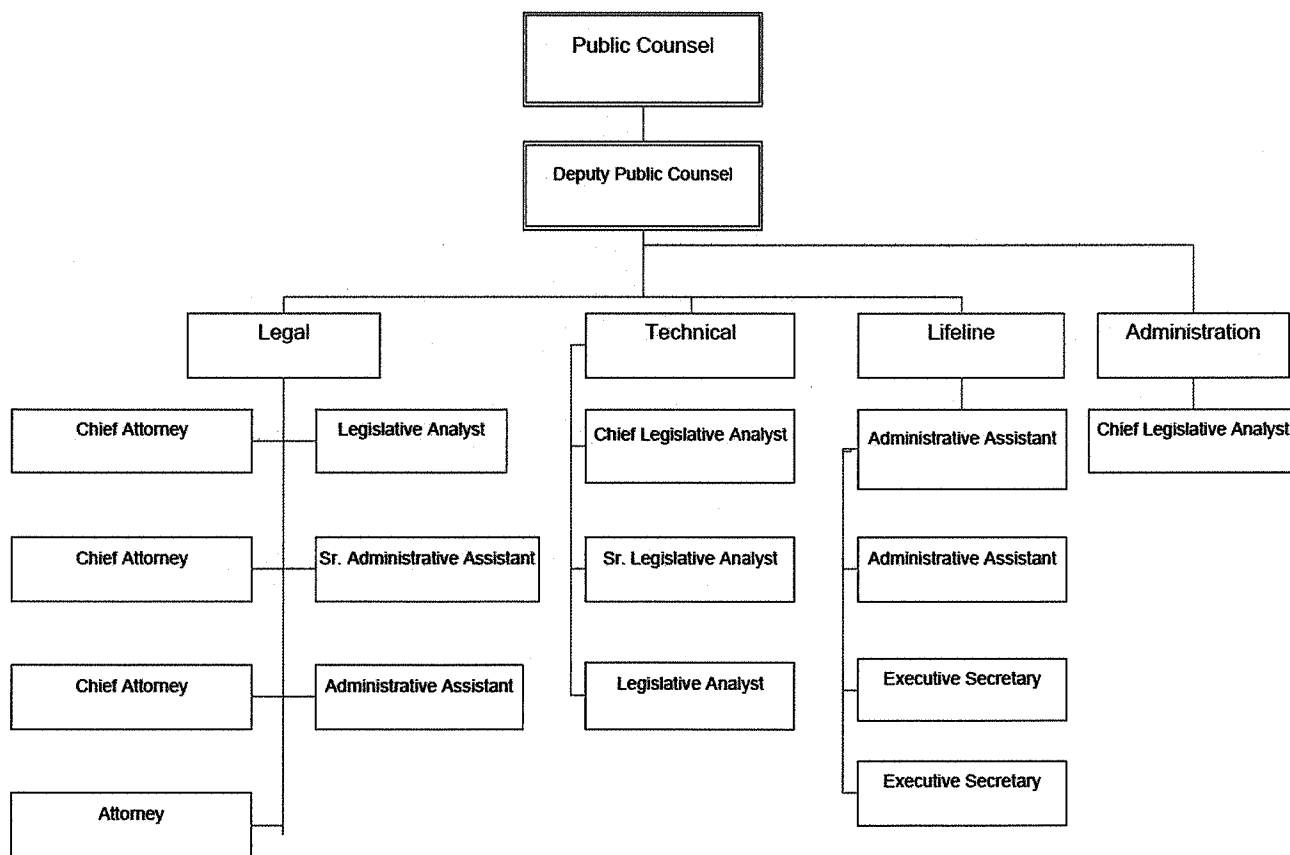 Public Counsel
Deputy Public Counsel
Legal
Technical
Lifeline
Administration
Chief Attorney
Legislative Analyst
Chief Legislative Analyst
Administrative Assistant
Chief Legislative Analyst
Chief Attorney
Sr. Administrative Assistant
Sr. Legislative Analyst
Administrative Assistant
Chief Attorney
Administrative Assistant
Legislative Analyst
Executive Secretary
Attorney
Executive Secretary